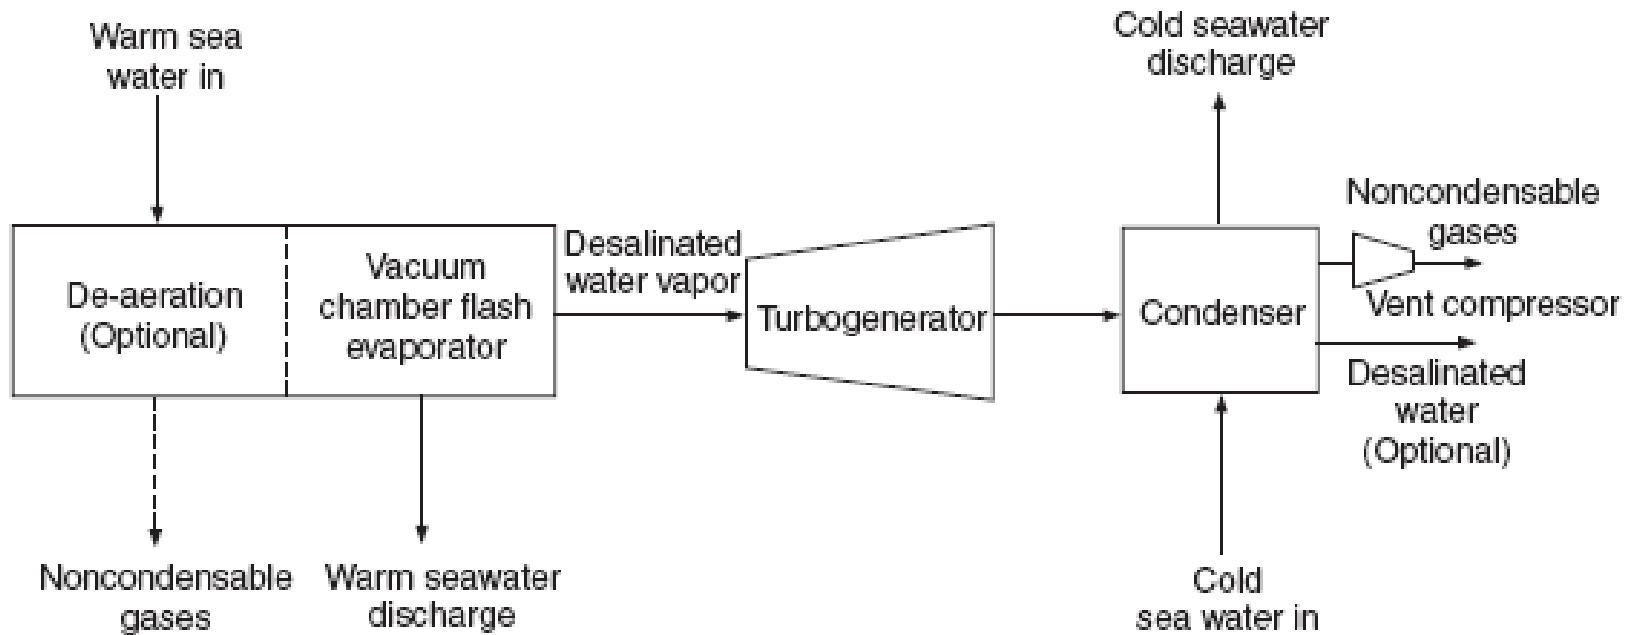 Warm sea
water in
Cold seawater
discharge
De-aeration
(Optional)
Vacuum
chamber flash
evaporator
Desalinated
water vapor
Turbogenerator
Condenser
Noncondensable
gases
Vent compressor
Desalinated
water
(Optional)
Noncondensable
gases
Warm seawater
discharge
Cold
sea water in